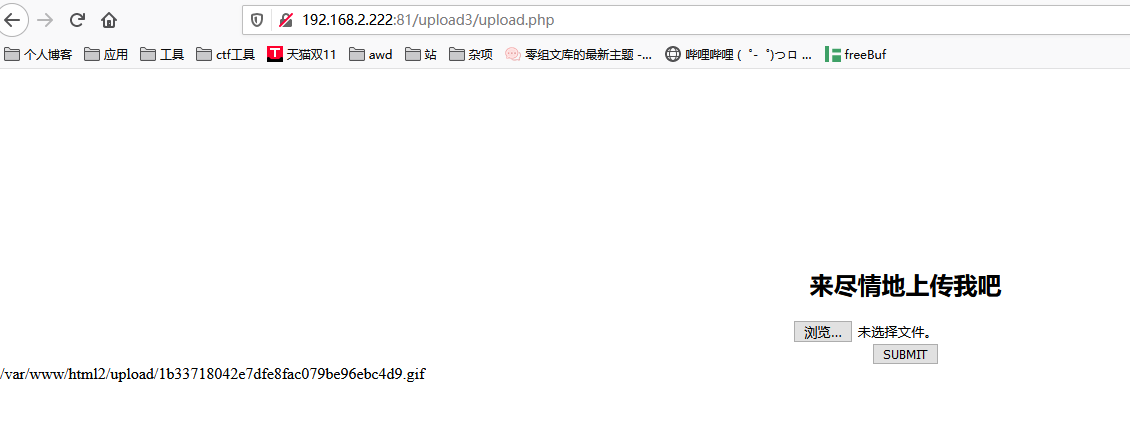 192.168.2.222:81/upload3/upload.php
个人博客 应用 工具 ctf工具 T 天猫双11 awd 站 杂项 零组文库的最新主题 -... 哔哩哔哩 ( ゜- ゜)つロ ... freeBuf
来尽情地上传我吧
浏览... 未选择文件。
SUBMIT
/var/www/html2/upload/1b33718042e7dfe8fac079be96ebc4d9.gif